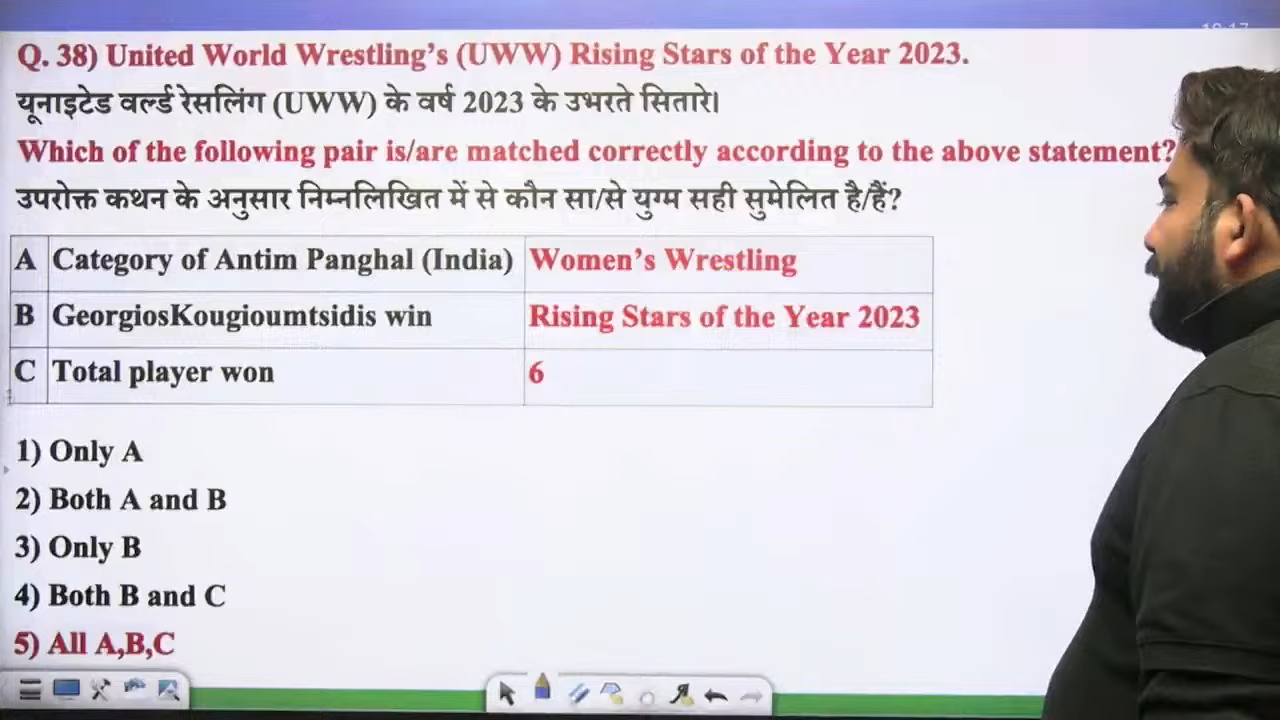 Q. 38) United World Wrestling's (UWW) Rising Stars of the Year 2023.
यूनाइटेड वर्ल्ड रेसलिंग (UWW) के वर्ष 2023 के उभरते सितारे।
Which of the following pair is/are matched correctly according to the above statement?
उपरोक्त कथन के अनुसार निम्नलिखित में से कौन सा/से युग्म सही सुमेलित है/हैं?
A Category of Antim Panghal (India) Women's Wrestling
B GeorgiosKougioumtsidis win Rising Stars of the Year 2023
C Total player won 6
1) Only A
2) Both A and B
3) Only B
4) Both B and C
5) All A,B,C